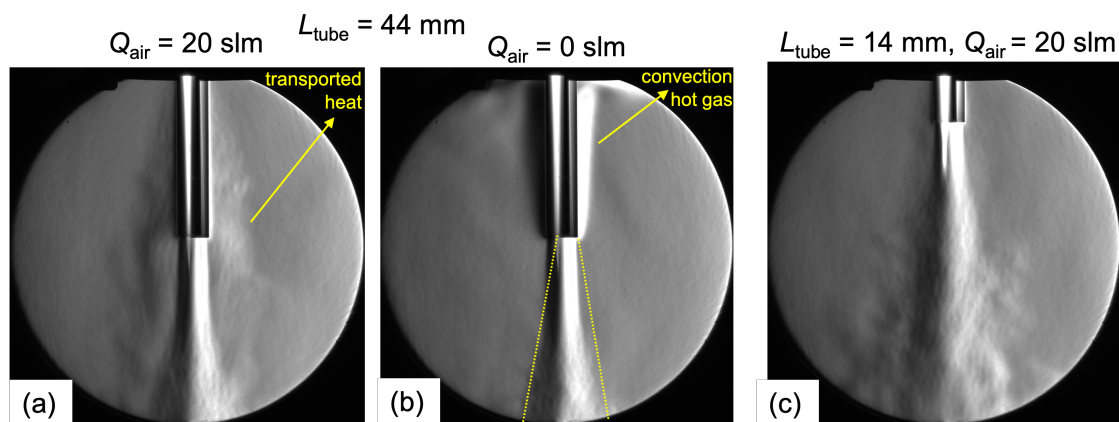 L_tube = 44 mm
Q_air = 20 slm
Q_air = 0 slm
L_tube = 14 mm, Q_air = 20 slm
transported
heat
convection
hot gas
(a)
(b)
(c)